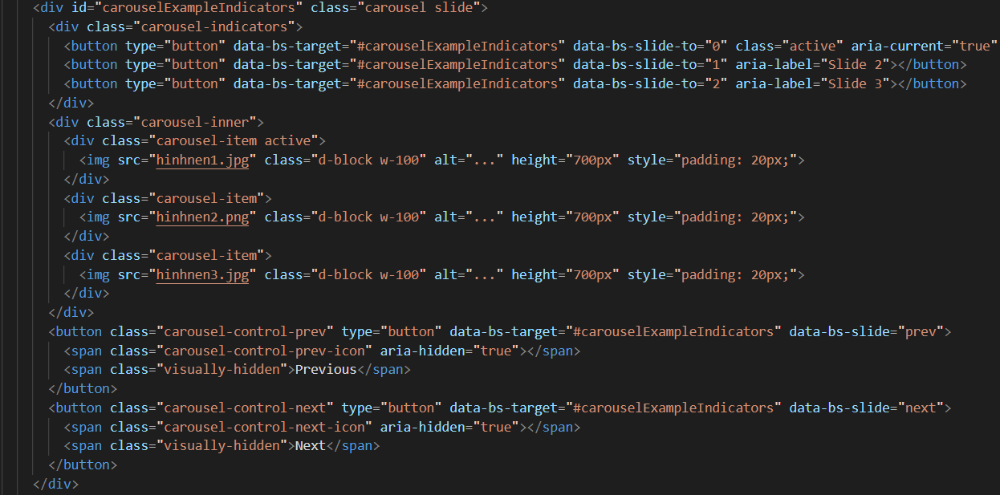 <div id="carouselExampleIndicators" class="carousel slide">
<div class="carousel-indicators">
<button type="button" data-bs-target="#carouselExampleIndicators" data-bs-slide-to="0" class="active" aria-current="true"
<button type="button" data-bs-target="#carouselExampleIndicators" data-bs-slide-to="1" aria-label="Slide 2"></button>
<button type="button" data-bs-target="#carouselExampleIndicators" data-bs-slide-to="2" aria-label="Slide 3"></button>
</div>
<div class="carousel-inner">
<div class="carousel-item active">
<img src="hinhnen1.jpg" class="d-block w-100" alt="..." height="700px" style="padding: 20px;">
</div>
<div class="carousel-item">
<img src="hinhnen2.png" class="d-block w-100" alt="..." height="700px" style="padding: 20px;">
</div>
<div class="carousel-item">
<img src="hinhnen3.jpg" class="d-block w-100" alt="..." height="700px" style="padding: 20px;">
</div>
</div>
<button class="carousel-control-prev" type="button" data-bs-target="#carouselExampleIndicators" data-bs-slide="prev">
<span class="carousel-control-prev-icon" aria-hidden="true"></span>
<span class="visually-hidden">Previous</span>
</button>
<button class="carousel-control-next" type="button" data-bs-target="#carouselExampleIndicators" data-bs-slide="next">
<span class="carousel-control-next-icon" aria-hidden="true"></span>
<span class="visually-hidden">Next</span>
</button>
</div>